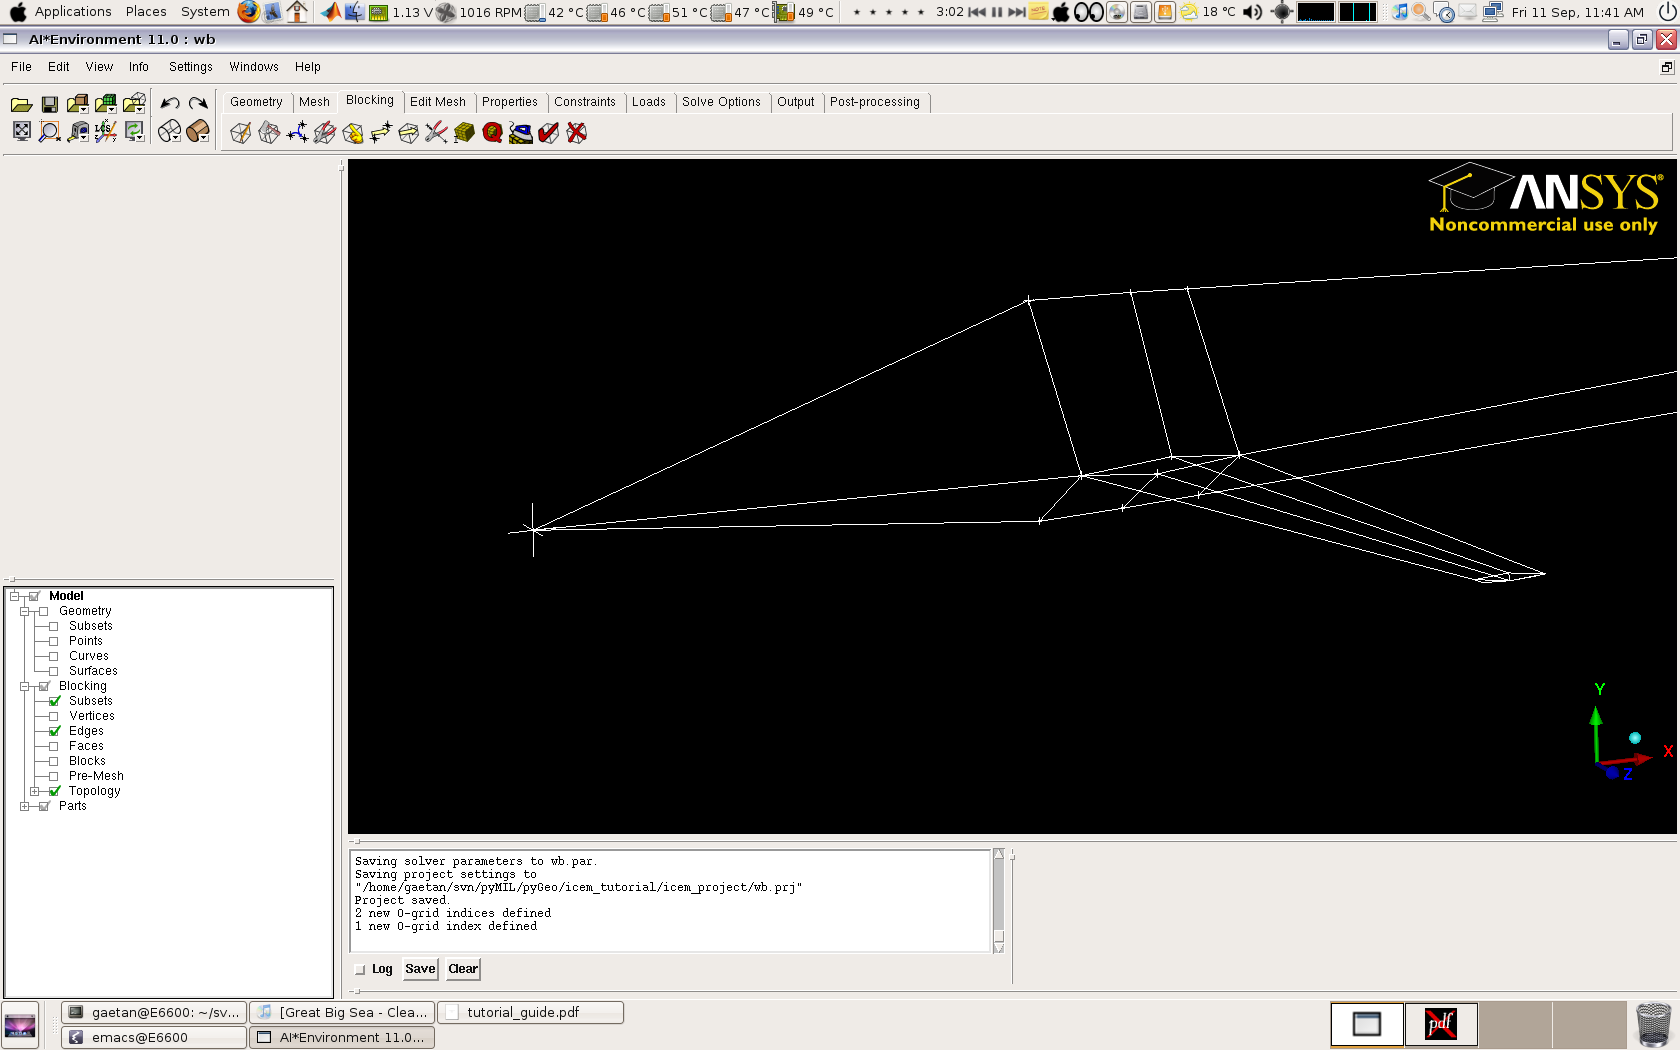 Applications Places System 1.13 V 1016 RPM 42 °C 46 °C 51 °C 47 °C 49 °C 3:02 18 °C Fri 11 Sep, 11:41 AM
AI*Environment 11.0 : wb
File Edit View Info Settings Windows Help
Geometry Mesh Blocking Edit Mesh Properties Constraints Loads Solve Options Output Post-processing
LCS
ANSYS®
Noncommercial use only
Model
Geometry
Subsets
Points
Curves
Surfaces
Blocking
Subsets
Vertices
Edges
Faces
Blocks
Pre-Mesh
Topology
Parts
Y
X
Z
Saving solver parameters to wb.par.
Saving project settings to
"/home/gaetan/svn/pyMIL/pyGeo/icem_tutorial/icem_project/wb.prj"
Project saved.
2 new O-grid indices defined
1 new O-grid index defined
Log Save Clear
gaetan@E6600: ~/sv... [Great Big Sea - Clea... tutorial_guide.pdf
emacs@E6600 AI*Environment 11.0...
pdf